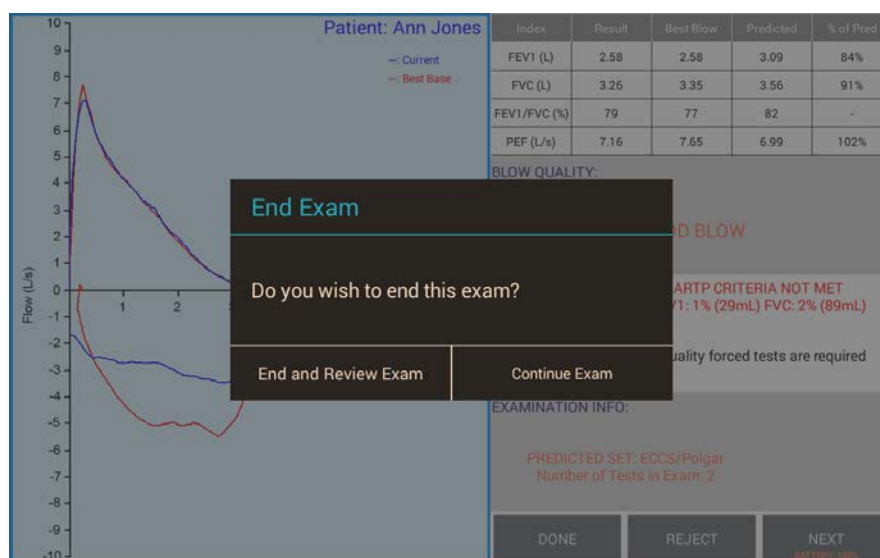 Patient: Ann Jones
Current
Best Base
10
9
8
7
6
5
4
3
2
1
0
-1
-2
-3
-4
-5
-6
-7
-8
-9
-10
1
2
Flow (L/s)
Index Result Best Blow Predicted % of Pred
FEV1 (L) 2.58 2.58 3.09 84%
FVC (L) 3.26 3.35 3.56 91%
FEV1/FVC (%) 79 77 82 -
PEF (L/s) 7.16 7.65 6.99 102%
BLOW QUALITY:
BLOW
ARTP CRITERIA NOT MET
1% (29mL) FVC: 2% (89mL)
forced tests are required
End Exam
Do you wish to end this exam?
End and Review Exam
Continue Exam
EXAMINATION INFO:
PREDICTED SET: ECCS/Polgar
Number of Tests in Exam: 2
DONE
REJECT
NEXT